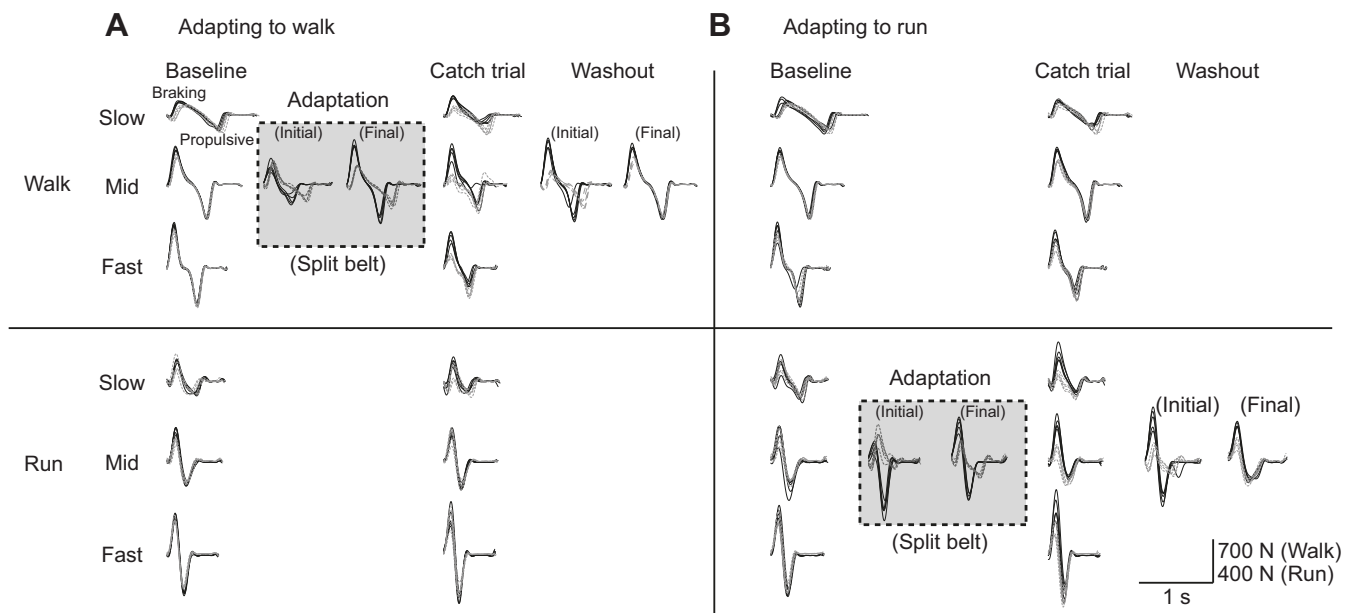 A Adapting to walk
B Adapting to run
Baseline
Catch trial
Washout
Baseline
Catch trial
Washout
Braking
Propulsive
Adaptation
(Initial) (Final)
(Split belt)
(Initial) (Final)
Walk
Slow
Mid
Fast
Run
Slow
Mid
Fast
Adaptation
(Initial) (Final)
(Split belt)
(Initial) (Final)
700 N (Walk)
400 N (Run)
1 s